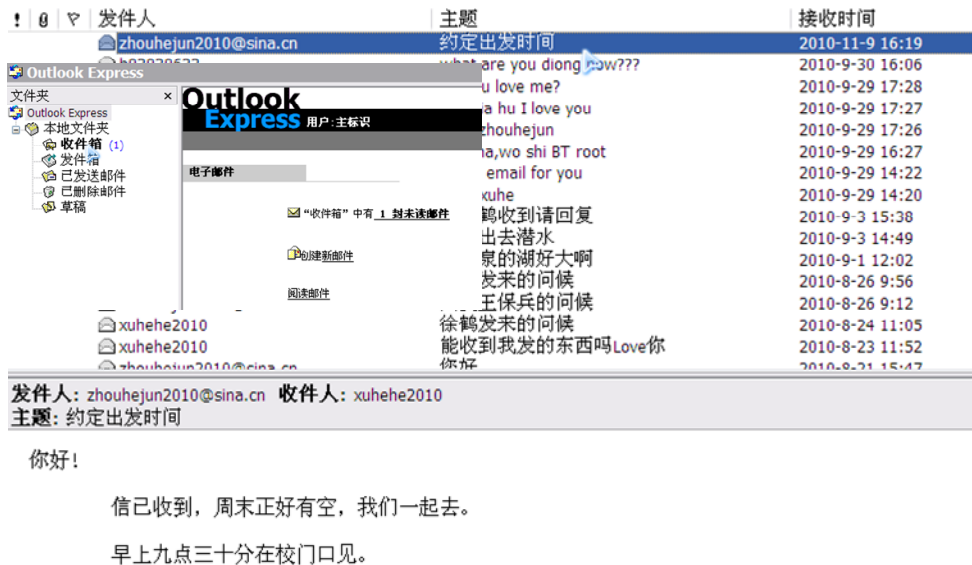 发件人 主题 接收时间
zhouhejun2010@sina.cn 约定出发时间 2010-11-9 16:19
are you diong now??? 2010-9-30 16:06
Outlook Express
u love me? 2010-9-29 17:28
文件夹 ×
Outlook Express
a hu I love you 2010-9-29 17:27
Outlook
Express 用户:主标识
本地文件夹
zhouhejun 2010-9-29 17:26
收件箱 (1)
a,wo shi BT root 2010-9-29 16:27
发件箱
email for you 2010-9-29 14:22
电子邮件
已发送邮件
xuhe 2010-9-29 14:20
已删除邮件
草稿
“收件箱”中有 1 封未读邮件
鹤收到请回复 2010-9-3 15:38
出去潜水 2010-9-3 14:49
创建新邮件
泉的湖好大啊 2010-9-1 12:02
发来的问候 2010-8-26 9:56
阅读邮件
王保兵的问候 2010-8-26 9:12
xuhehe2010 徐鹤发来的问候 2010-8-24 11:05
xuhehe2010 能收到我发的东西吗Love你 2010-8-23 11:52
zhouhejun2010@sina.cn 你好 2010-8-21 15:47
发件人: zhouhejun2010@sina.cn 收件人: xuhehe2010
主题: 约定出发时间
你好!
信已收到，周末正好有空，我们一起去。
早上九点三十分在校门口见。